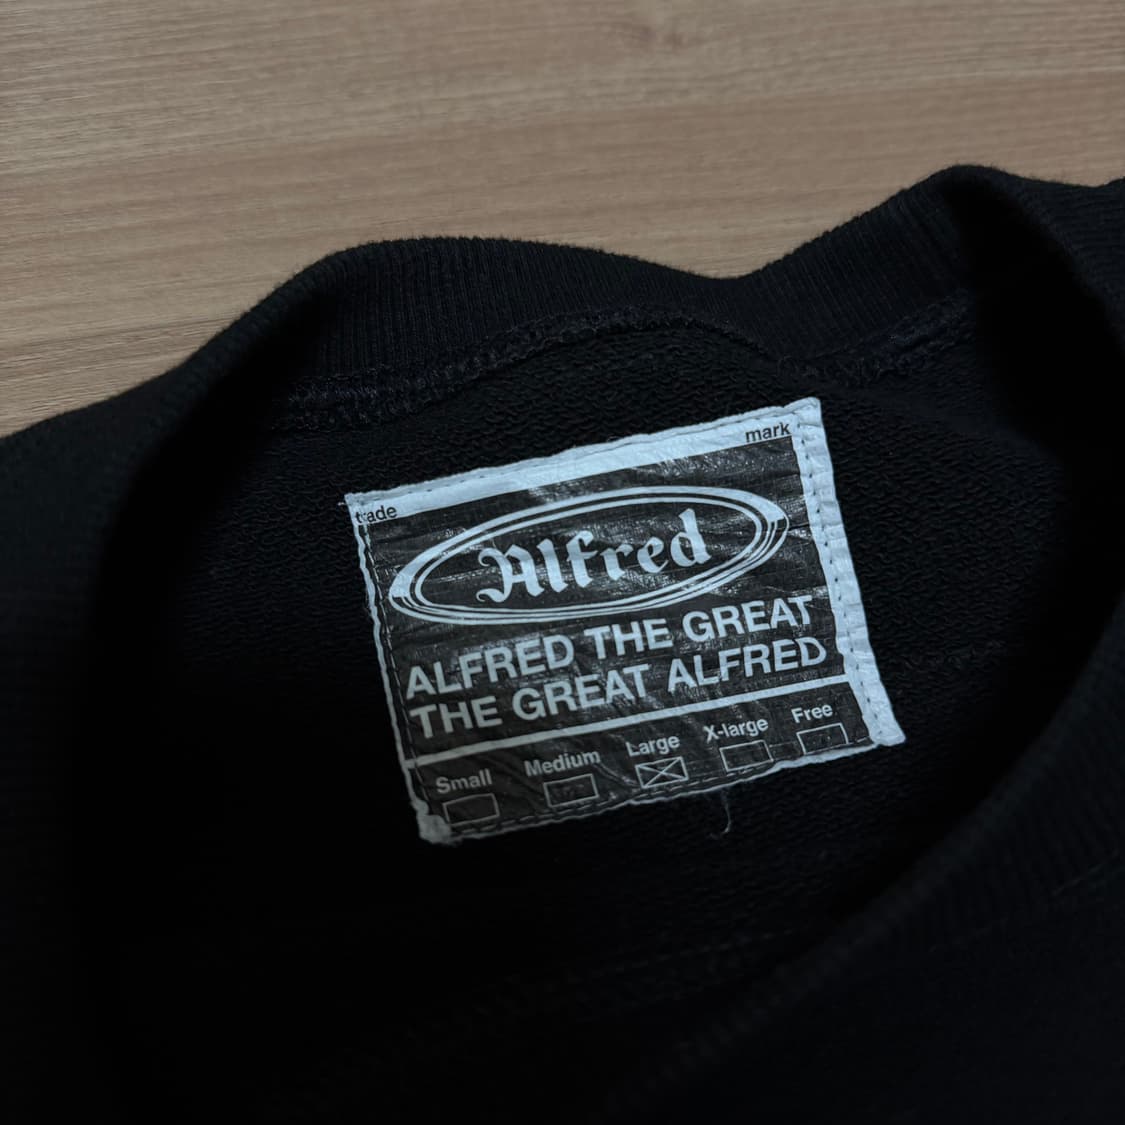 trade mark
Alfred
ALFRED THE GREAT
THE GREAT ALFRED
Small Medium Large X-large Free